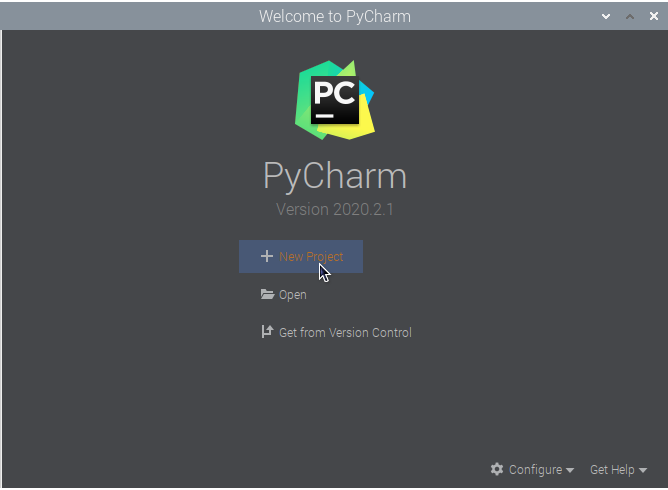 Welcome to PyCharm
PC
PyCharm
Version 2020.2.1
New Project
Open
Get from Version Control
Configure
Get Help